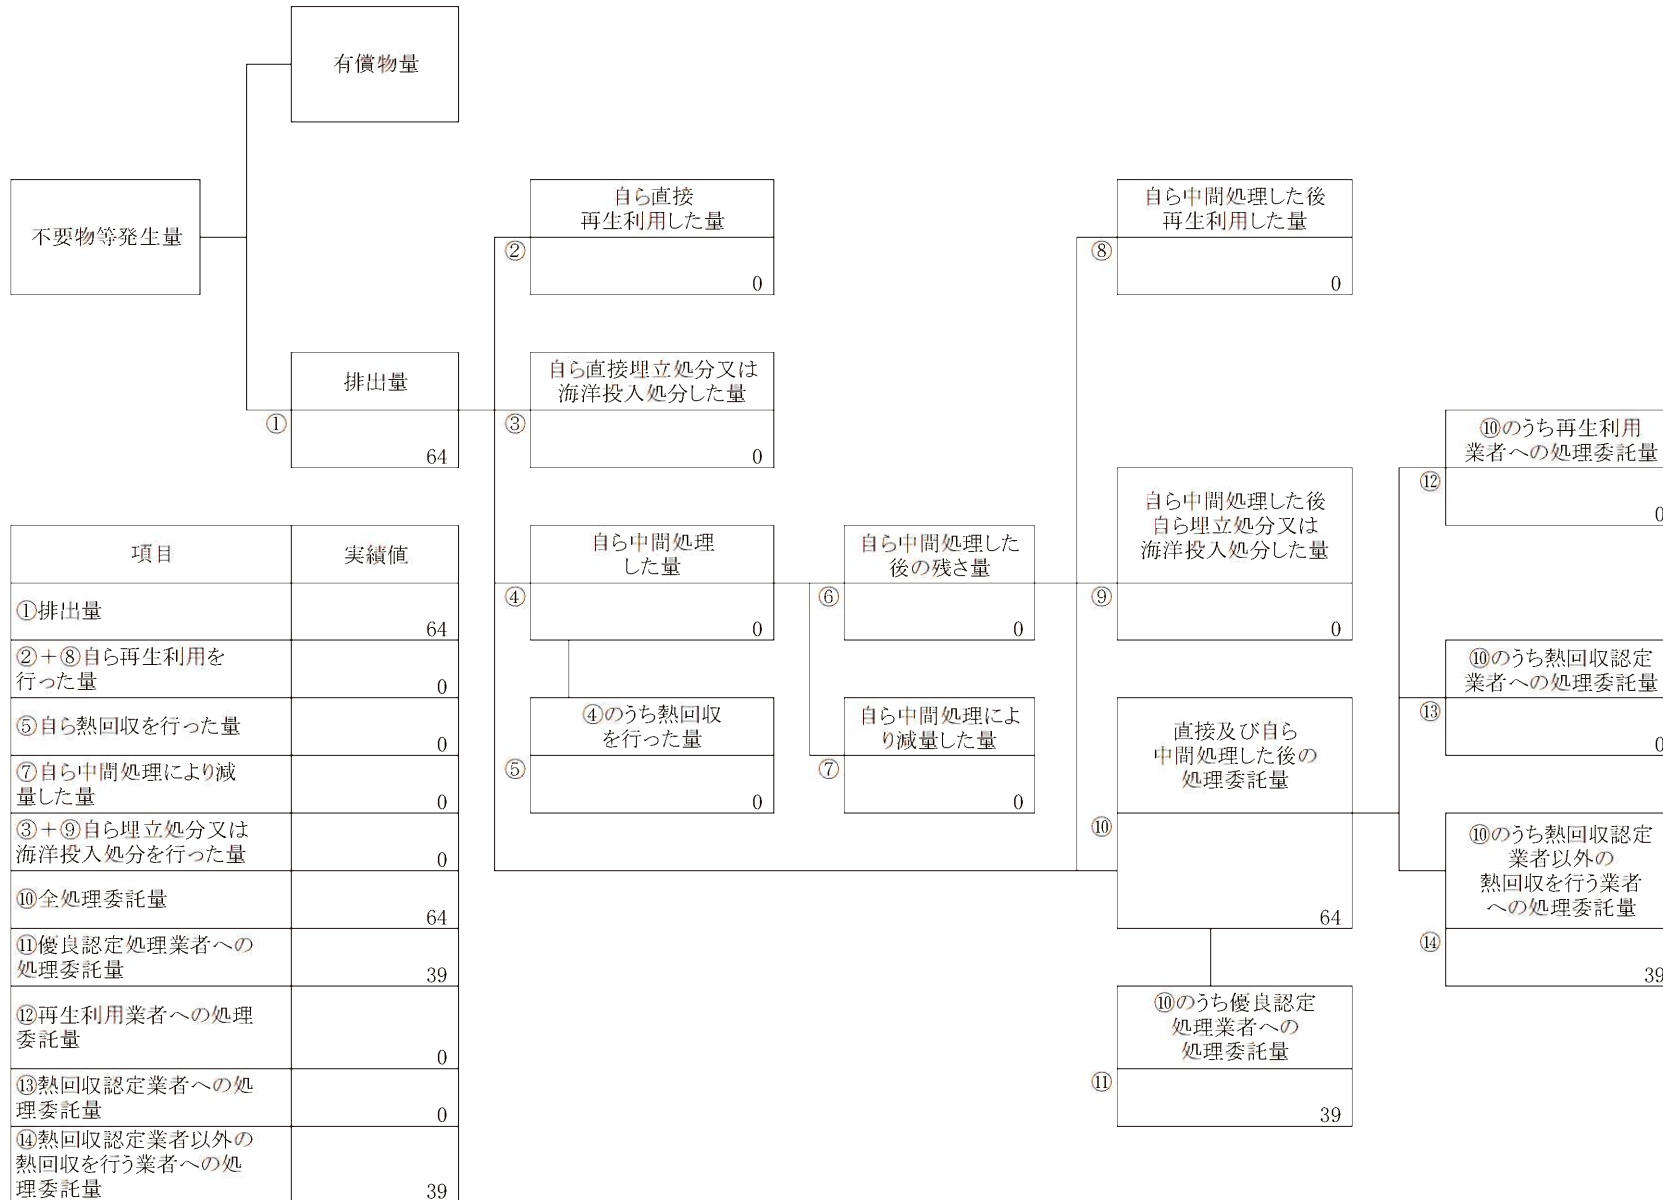 有償物量
不要物等発生量
自ら直接
再生利用した量
②
0
自ら中間処理した後
再生利用した量
⑧
0
排出量
①
64
自ら直接埋立処分又は
海洋投入処分した量
③
0
⑩のうち再生利用
業者への処理委託量
⑫
0
自ら中間処理
した量
④
0
自ら中間処理した
後の残さ量
⑥
0
自ら中間処理した後
自ら埋立処分又は
海洋投入処分した量
⑨
0
⑩のうち熱回収認定
業者への処理委託量
⑬
0
④のうち熱回収
を行った量
⑤
0
自ら中間処理によ
り減量した量
⑦
0
直接及び自ら
中間処理した後の
処理委託量
⑩
64
⑩のうち熱回収認定
業者以外の
熱回収を行う業者
への処理委託量
⑭
39
⑩のうち優良認定
処理業者への
処理委託量
⑪
39
項目 実績値
①排出量
64
②+⑧自ら再生利用を
行った量 0
⑤自ら熱回収を行った量
0
⑦自ら中間処理により減
量した量 0
③+⑨自ら埋立処分又は
海洋投入処分を行った量 0
⑩全処理委託量
64
⑪優良認定処理業者への
処理委託量 39
⑫再生利用業者への処理
委託量
0
⑬熱回収認定業者への処
理委託量 0
⑭熱回収認定業者以外の
熱回収を行う業者への処
理委託量 39